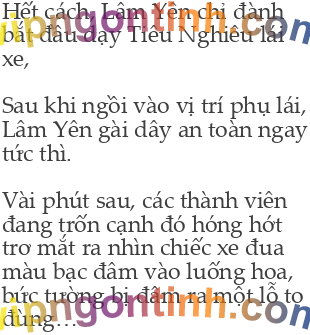 Hết cách, Lâm Yên chỉ đành
bắt đầu dạy Tiêu Nghiêu lái
xe,
Sau khi ngồi vào vị trí phụ lái,
Lâm Yên gài dây an toàn ngay
tức thì.
Vài phút sau, các thành viên
đang trốn cạnh đó hóng hớt
trơ mắt ra nhìn chiếc xe đua
màu bạc đâm vào luống hoa,
bức tường bị đâm ra một lỗ to
đùng…